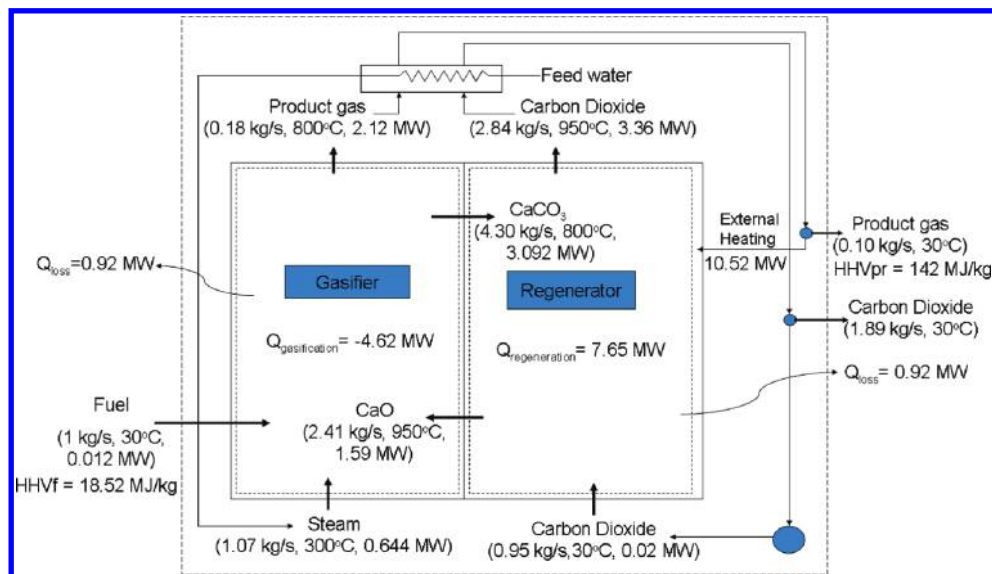 Feed water
Product gas
(0.18 kg/s, 800°C, 2.12 MW)
Carbon Dioxide
(2.84 kg/s, 950°C, 3.36 MW)
CaCO₃
(4.30 kg/s, 800°C,
3.092 MW)
External
Heating
10.52 MW
Product gas
(0.10 kg/s, 30°C)
HHVpr = 142 MJ/kg
Q_loss=0.92 MW
Gasifier
Regenerator
Carbon Dioxide
(1.89 kg/s, 30°C)
Q_gasification= -4.62 MW
Q_regeneration= 7.65 MW
Q_loss= 0.92 MW
Fuel
(1 kg/s, 30°C,
0.012 MW)
HHVf = 18.52 MJ/kg
CaO
(2.41 kg/s, 950°C,
1.59 MW)
Steam
(1.07 kg/s, 300°C, 0.644 MW)
Carbon Dioxide
(0.95 kg/s,30°C, 0.02 MW)